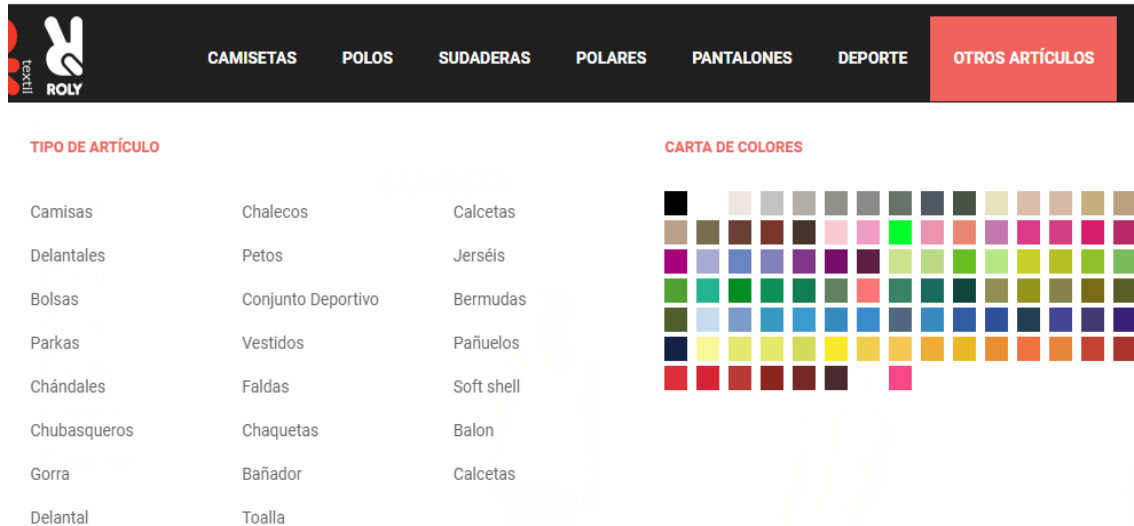 textil
ROLY
CAMISETAS POLOS SUDADERAS POLARES PANTALONES DEPORTE OTROS ARTÍCULOS
TIPO DE ARTÍCULO
Camisas
Delantales
Bolsas
Parkas
Chándales
Chubasqueros
Gorra
Delantal
Chalecos
Petos
Conjunto Deportivo
Vestidos
Faldas
Chaquetas
Bañador
Toalla
Calcetas
Jerséis
Bermudas
Pañuelos
Soft shell
Balon
Calcetas
CARTA DE COLORES